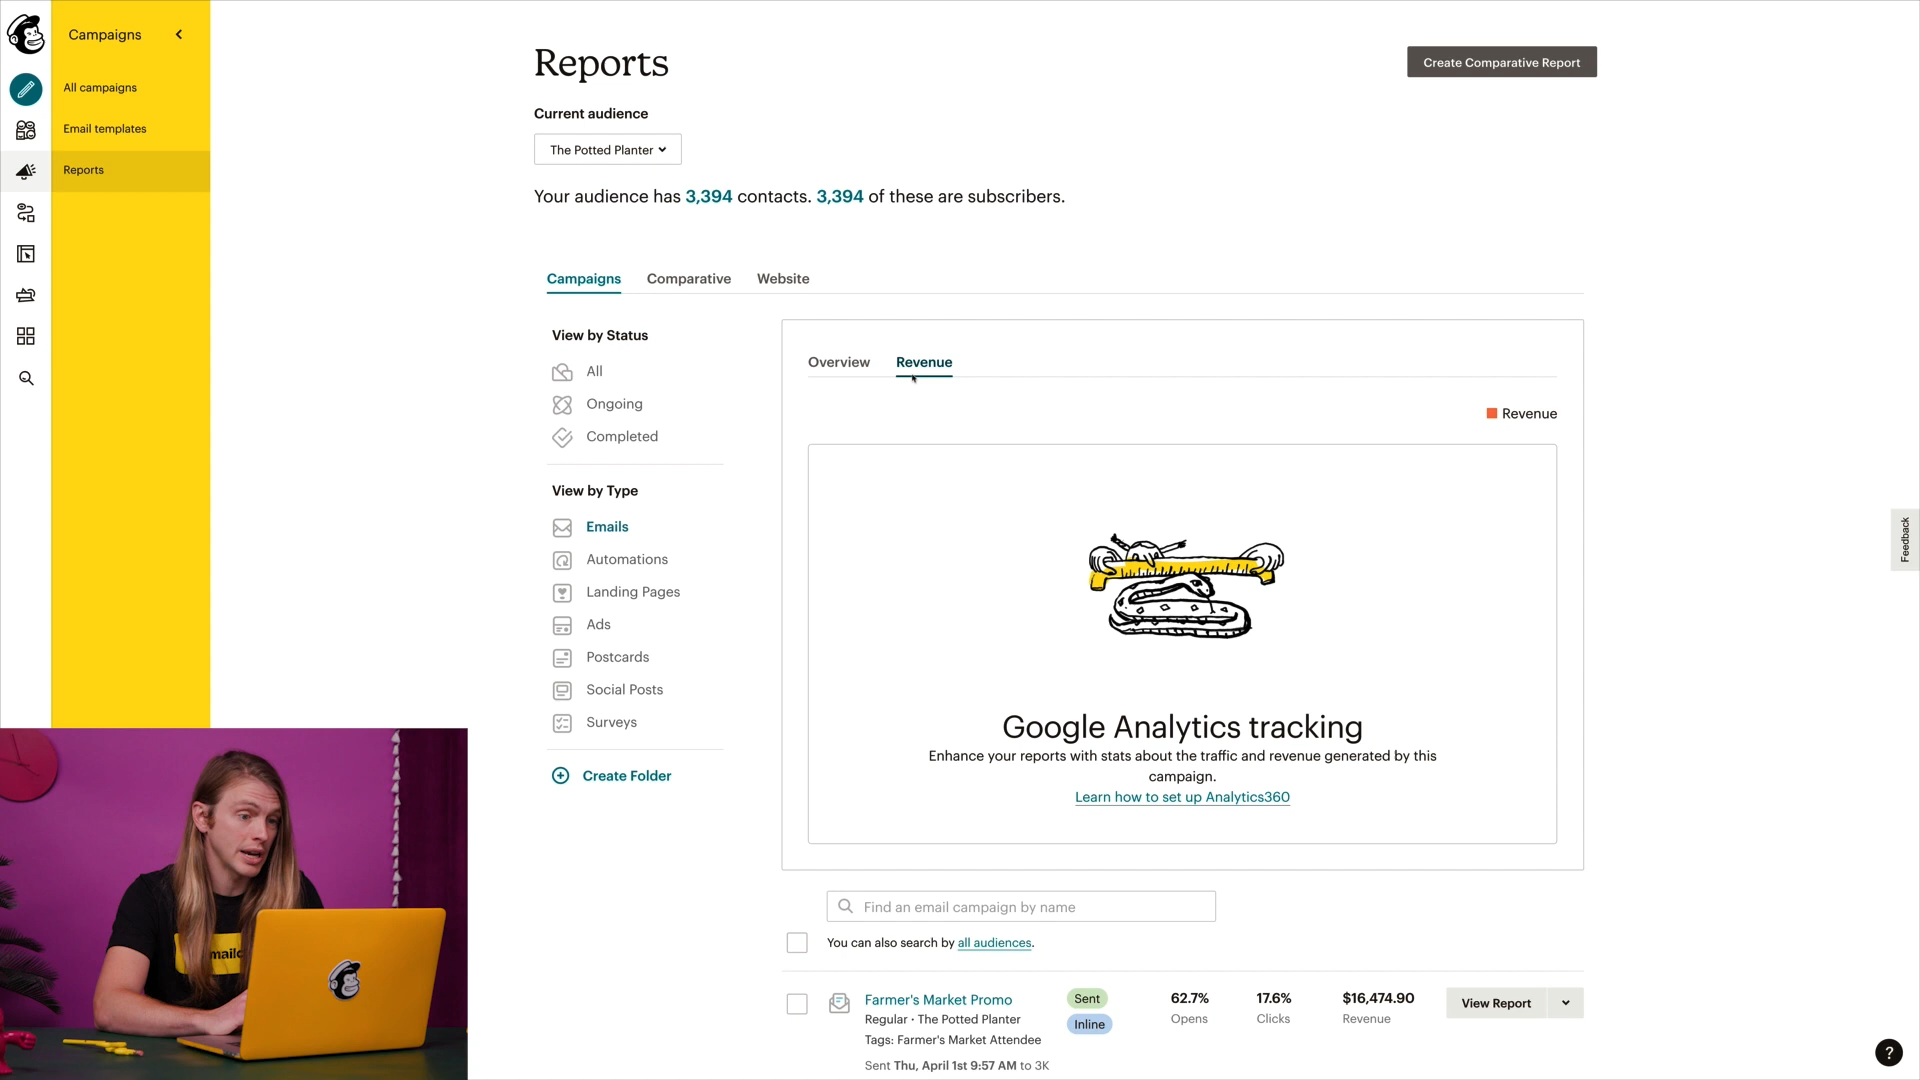 Campaigns
All campaigns
Email templates
Reports
Reports
Create Comparative Report
Current audience
The Potted Planter
Your audience has 3,394 contacts. 3,394 of these are subscribers.
Campaigns Comparative Website
View by Status
All
Ongoing
Completed
View by Type
Emails
Automations
Landing Pages
Ads
Postcards
Social Posts
Surveys
Create Folder
Overview Revenue
Revenue
Google Analytics tracking
Enhance your reports with stats about the traffic and revenue generated by this
campaign.
Learn how to set up Analytics360
Find an email campaign by name
You can also search by all audiences.
Farmer's Market Promo
Regular · The Potted Planter
Tags: Farmer's Market Attendee
Sent Thu, April 1st 9:57 AM to 3K
Sent
Inline
62.7%
Opens
17.6%
Clicks
$16,474.90
Revenue
View Report
Feedback
?
mailc